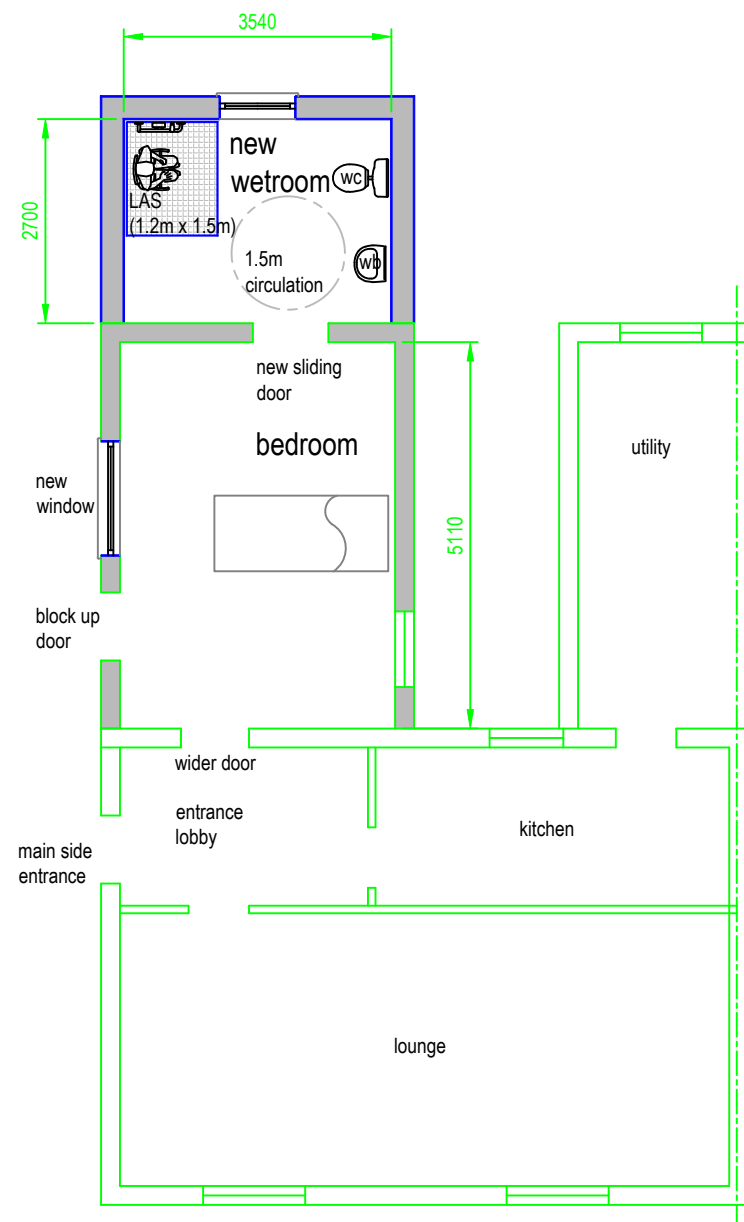 3540
new
wetroom
wc
LAS
(1.2m x 1.5m)
2700
1.5m
circulation
wb
new sliding
door
bedroom
utility
new
window
5110
block up
door
wider door
entrance
lobby
kitchen
main side
entrance
lounge